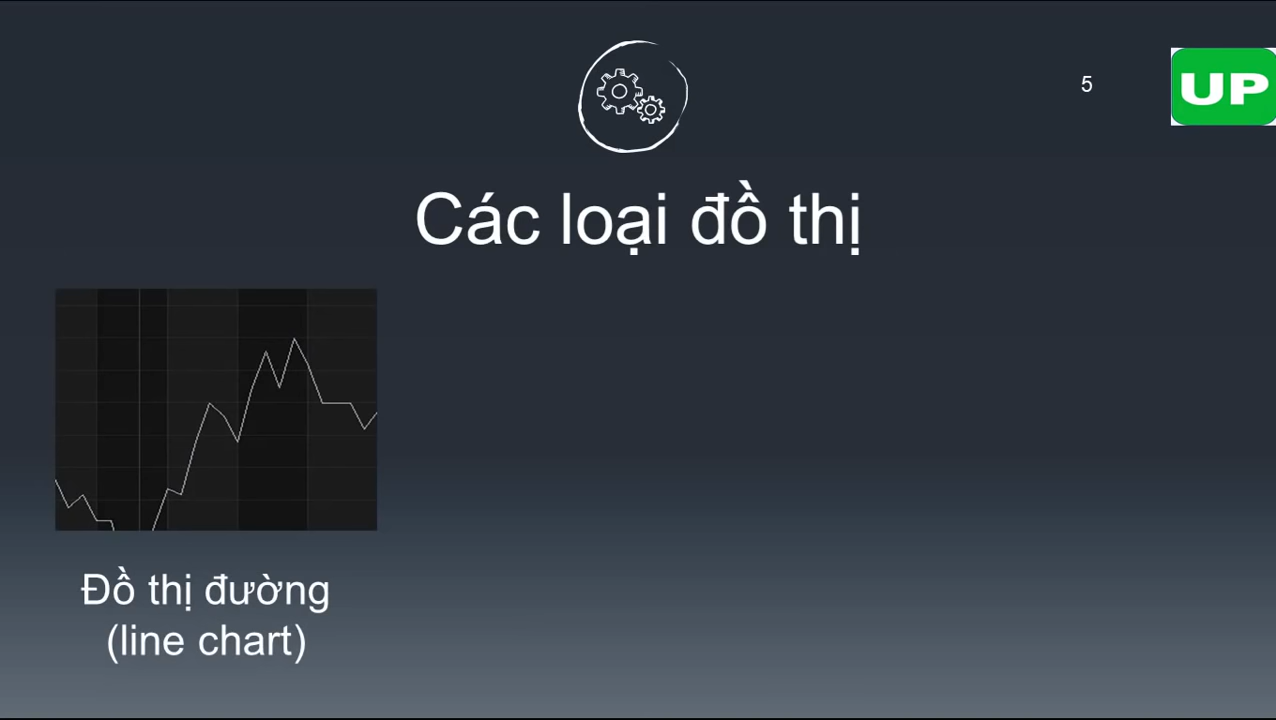 5
UP
Các loại đồ thị
Đồ thị đường
(line chart)